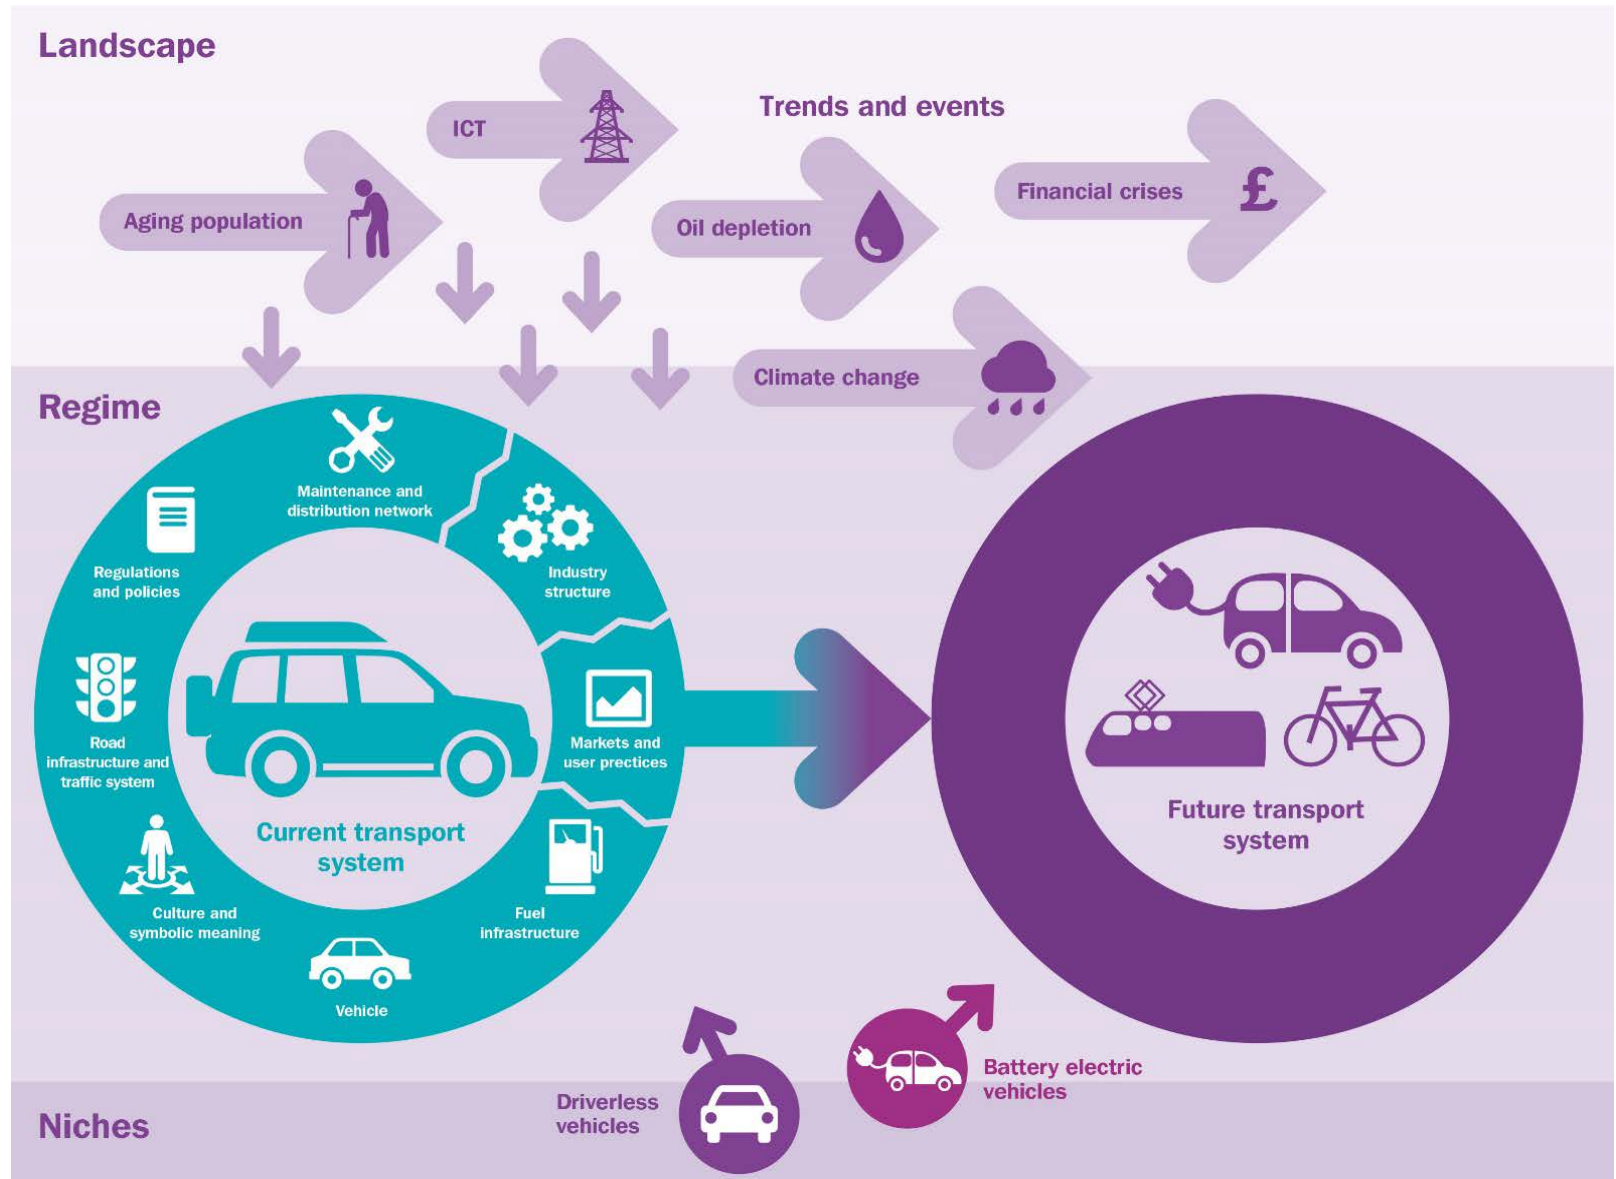 Landscape
ICT
Trends and events
Aging population
Oil depletion
Financial crises
£
Climate change
Regime
Maintenance and
distribution network
Regulations
and policies
Industry
structure
Road
infrastructure and
traffic system
Markets and
user prectices
Current transport
system
Future transport
system
Culture and
symbolic meaning
Fuel
infrastructure
Vehicle
Battery electric
vehicles
Driverless
vehicles
Niches